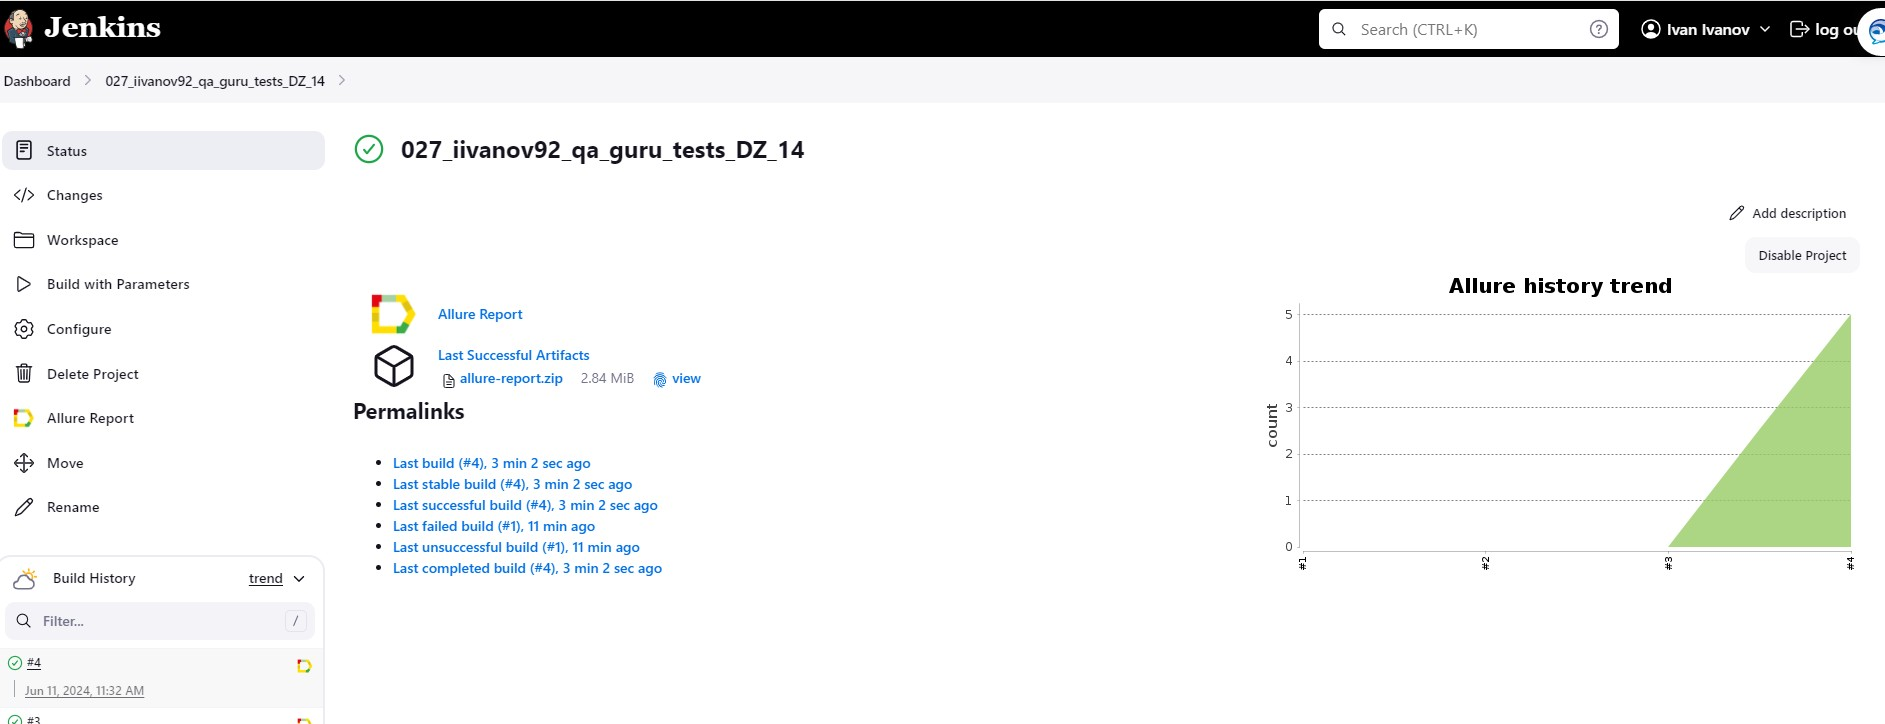 Jenkins
Search (CTRL+K)
?
Ivan Ivanov
log ou
Dashboard
027_iivanov92_qa_guru_tests_DZ_14
Status
Changes
Workspace
Build with Parameters
Configure
Delete Project
Allure Report
Move
Rename
Build History
trend
Filter...
/
#4
Jun 11, 2024, 11:32 AM
#3
027_iivanov92_qa_guru_tests_DZ_14
Add description
Disable Project
Allure Report
Last Successful Artifacts
allure-report.zip 2.84 MiB view
Permalinks
Last build (#4), 3 min 2 sec ago
Last stable build (#4), 3 min 2 sec ago
Last successful build (#4), 3 min 2 sec ago
Last failed build (#1), 11 min ago
Last unsuccessful build (#1), 11 min ago
Last completed build (#4), 3 min 2 sec ago
Allure history trend
count
5
4
3
2
1
0
#1
#2
#3
#4